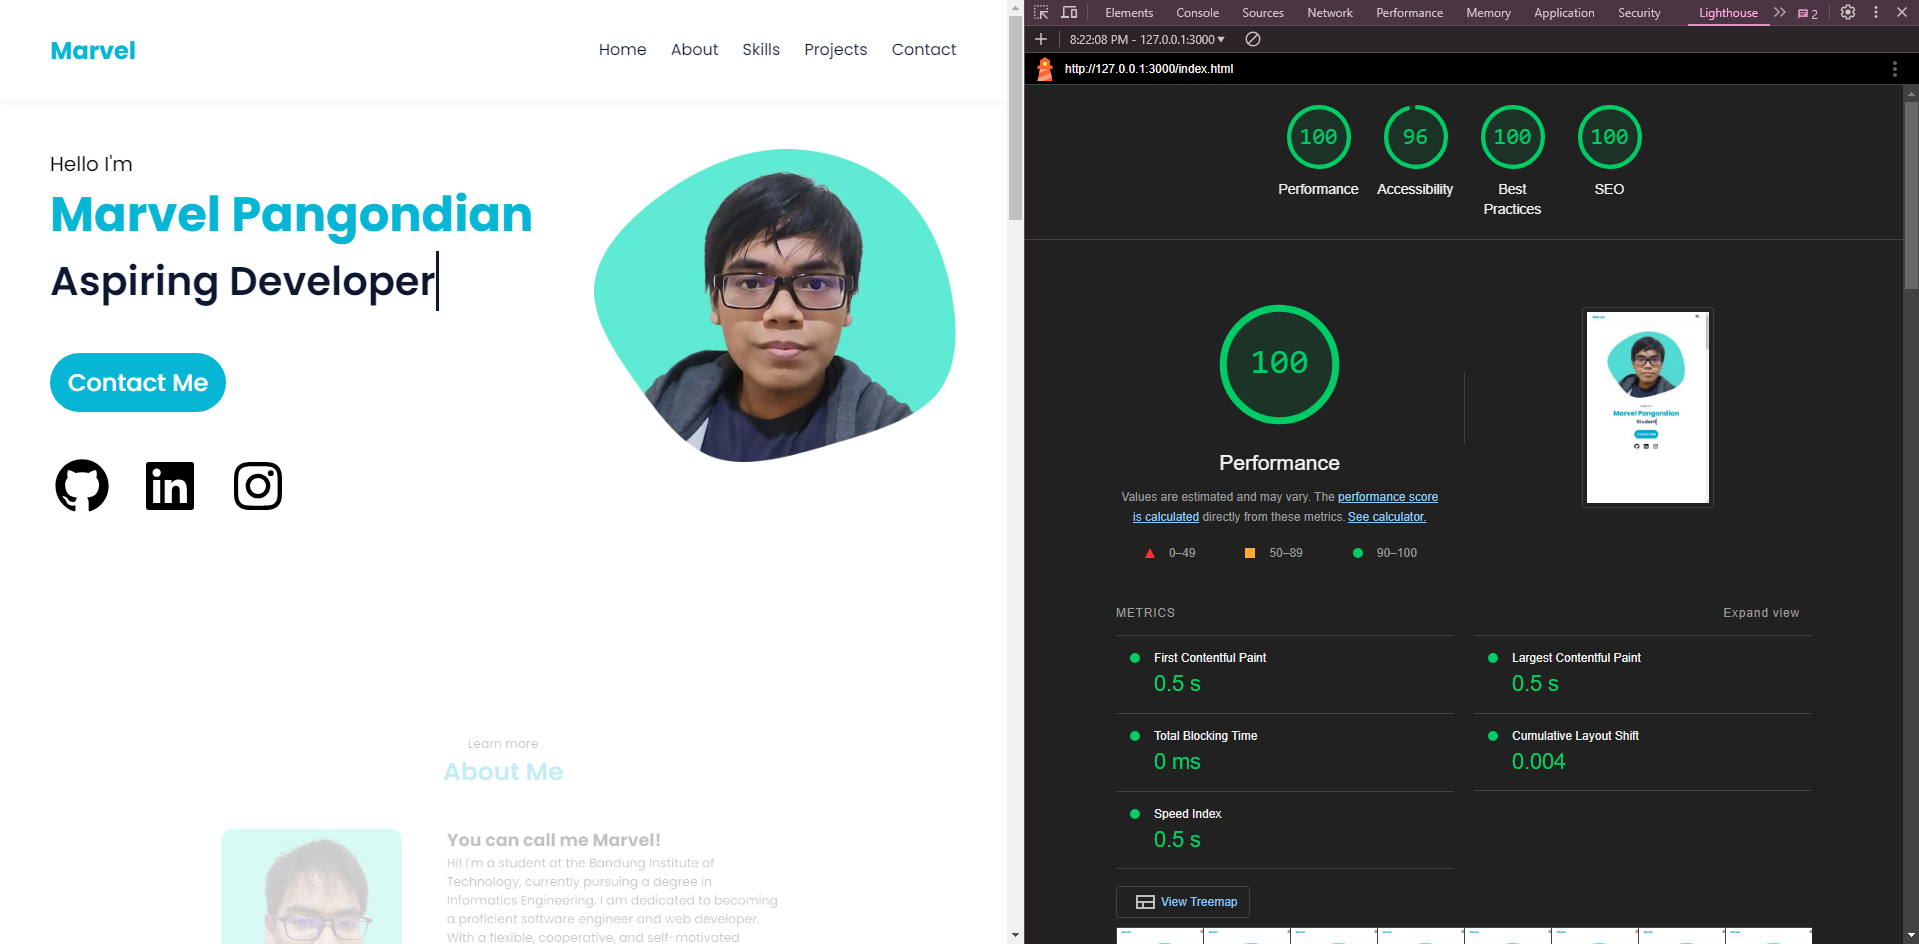 Marvel
Home About Skills Projects Contact
Hello I'm
Marvel Pangondian
Aspiring Developer
Contact Me
Learn more
About Me
You can call me Marvel!
Hi! I'm a student at the Bandung Institute of
Technology, currently pursuing a degree in
Informatics Engineering. I am dedicated to becoming
a proficient software engineer and web developer.
With a flexible, cooperative, and self-motivated
Elements Console Sources Network Performance Memory Application Security Lighthouse 2
8:22:08 PM - 127.0.0.1:3000
http://127.0.0.1:3000/index.html
100 96 100 100
Performance Accessibility Best Practices SEO
100
Performance
Values are estimated and may vary. The performance score
is calculated directly from these metrics. See calculator.
0–49 50–89 90–100
Marvel
Marvel Pangondian
Student
Contact Me
METRICS Expand view
First Contentful Paint
0.5 s
Largest Contentful Paint
0.5 s
Total Blocking Time
0 ms
Cumulative Layout Shift
0.004
Speed Index
0.5 s
View Treemap